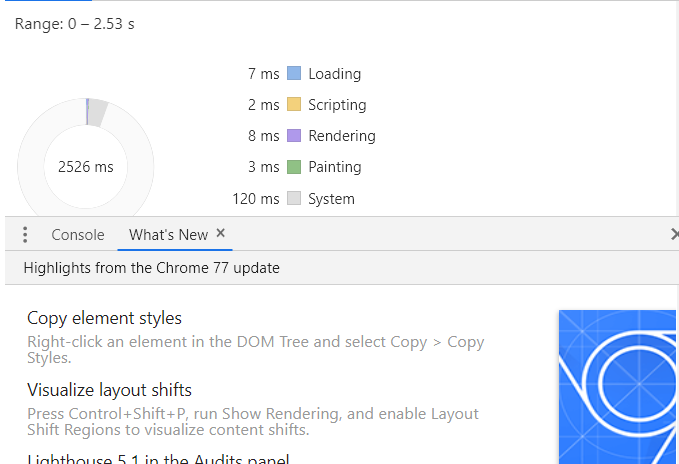 Range: 0 – 2.53 s
7 ms Loading
2 ms Scripting
8 ms Rendering
3 ms Painting
120 ms System
2526 ms
Console What's New ×
Highlights from the Chrome 77 update
Copy element styles
Right-click an element in the DOM Tree and select Copy > Copy
Styles.
Visualize layout shifts
Press Control+Shift+P, run Show Rendering, and enable Layout
Shift Regions to visualize content shifts.
Lighthouse 5.1 in the Audits panel